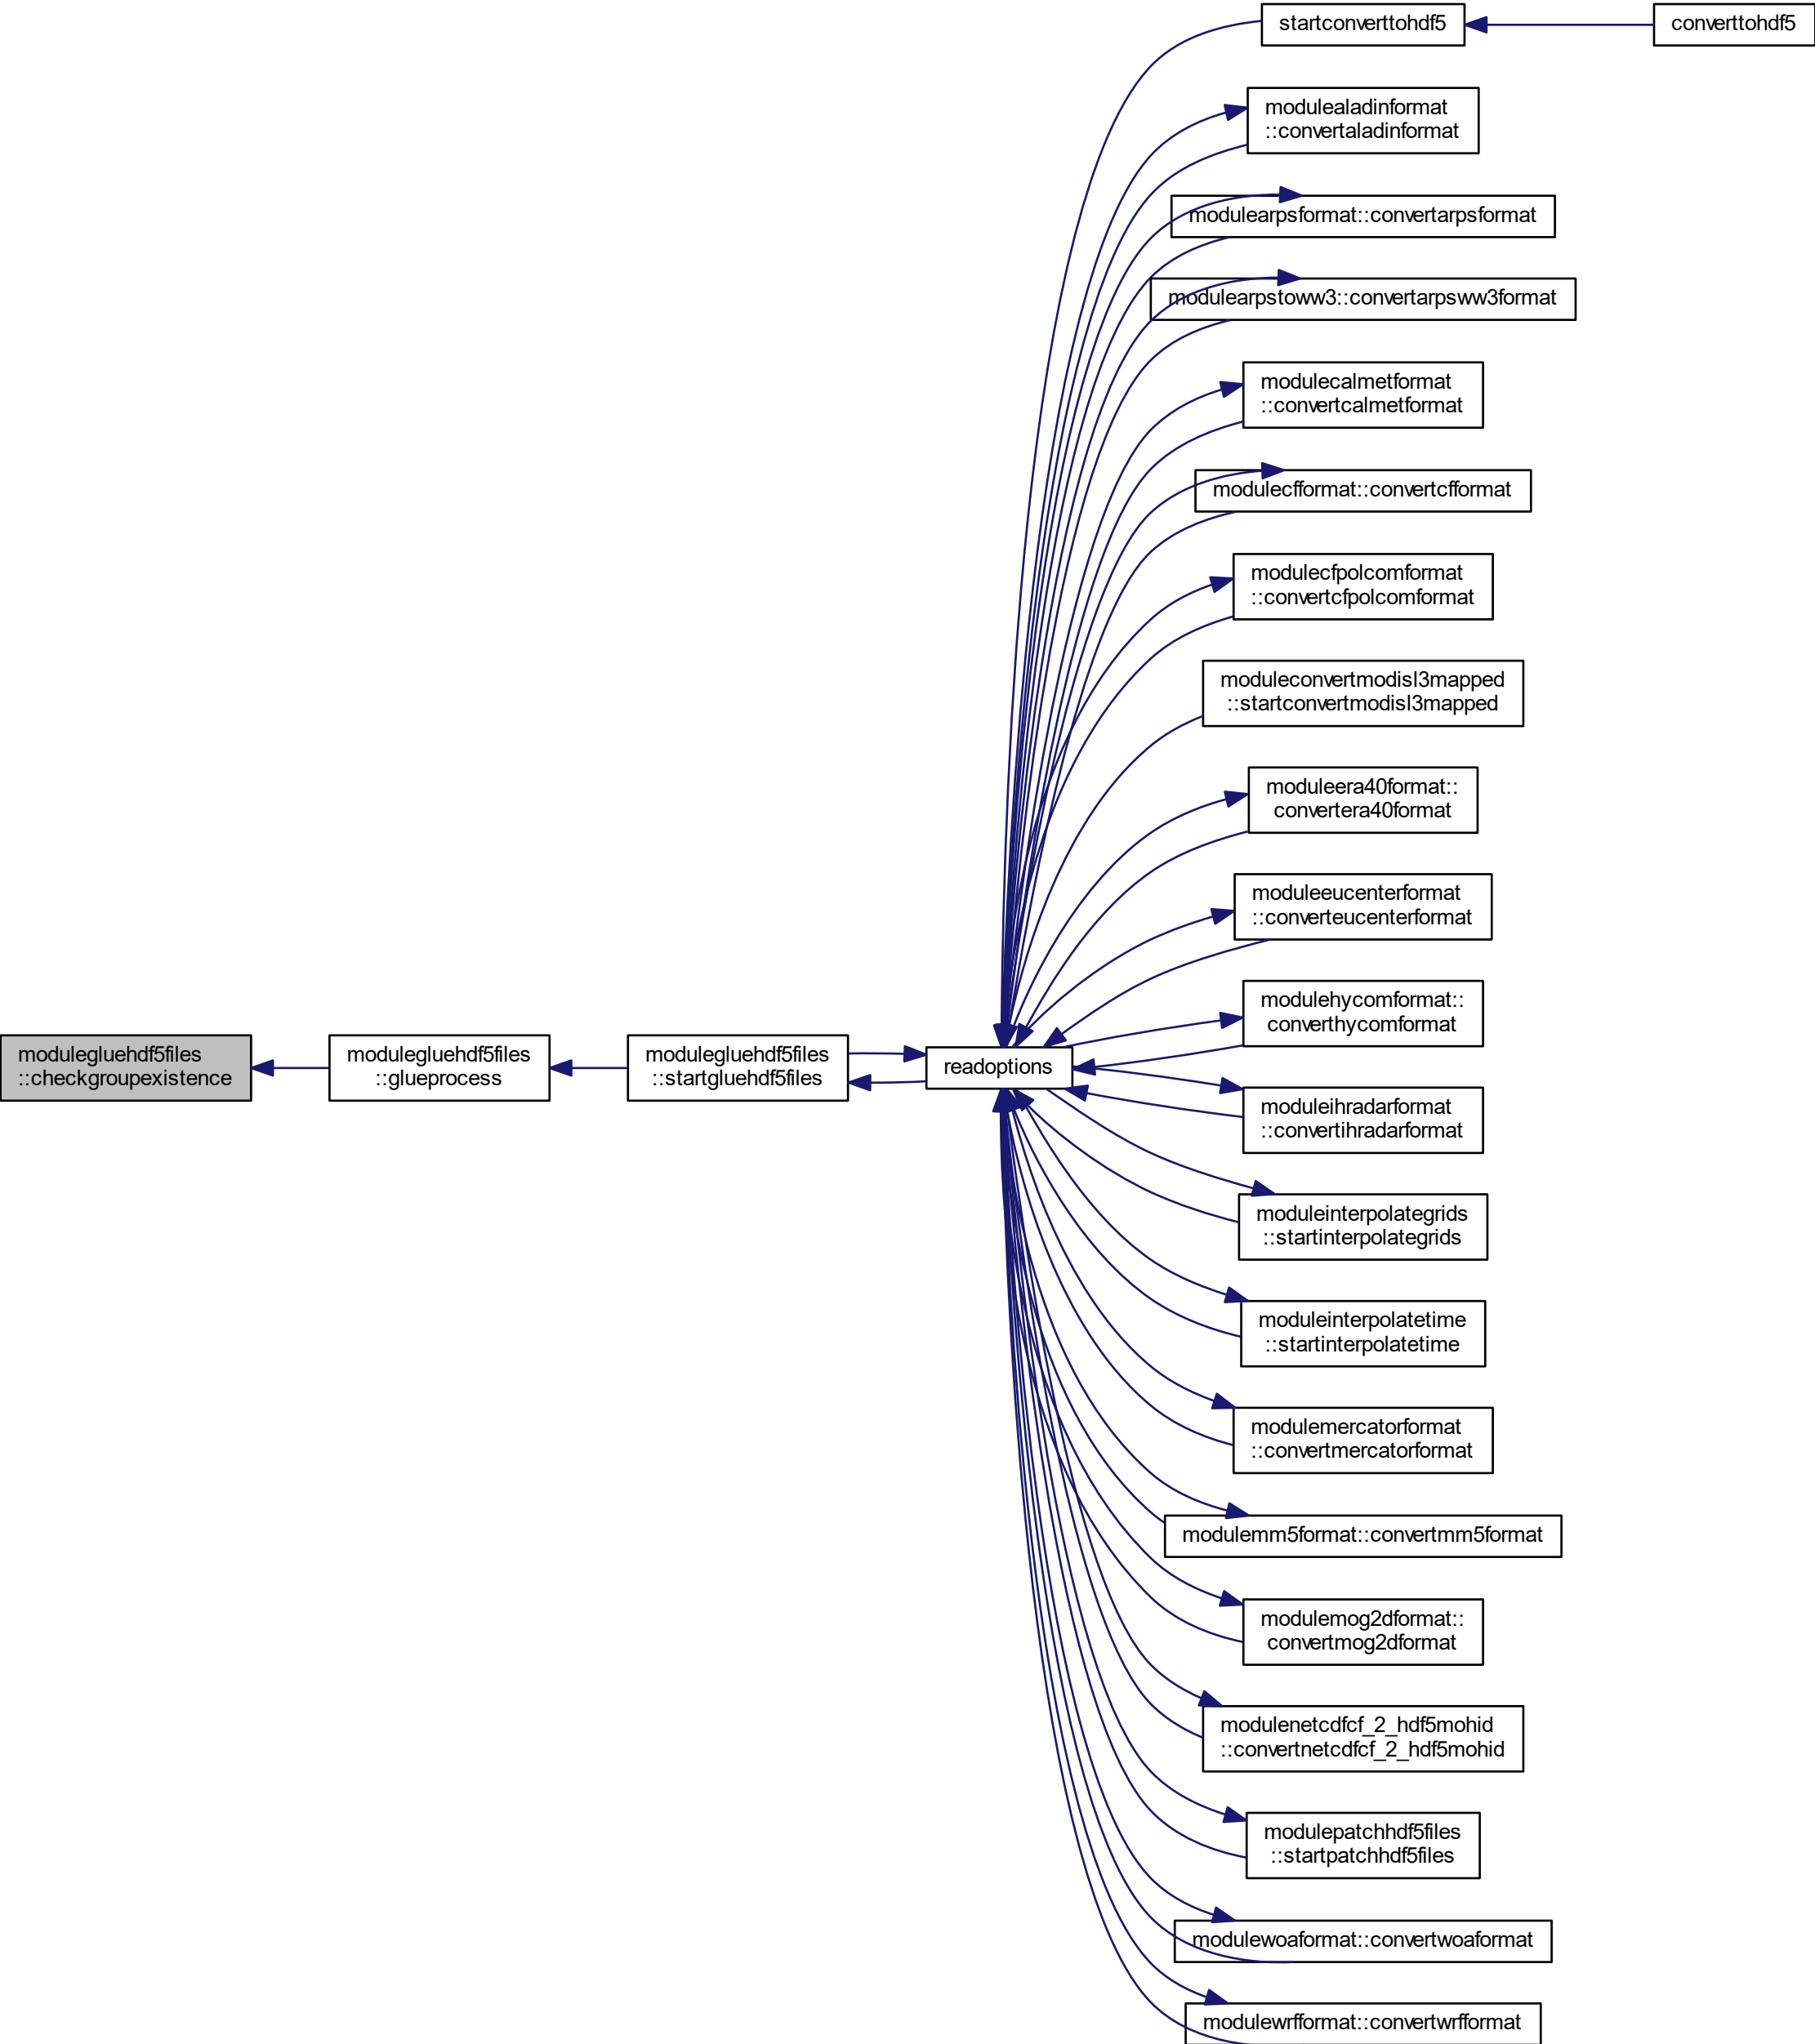 startconverttohdf5
converttohdf5
modulealadinformat
::convertaladinformat
modulearpsformat::convertarpsformat
modulearpstoww3::convertarpsww3format
modulecalmetformat
::convertcalmetformat
modulecfformat::convertcfformat
modulecfpolcomformat
::convertcfpolcomformat
moduleconvertmodisl3mapped
::startconvertmodisl3mapped
moduleera40format::
convertera40format
moduleeucenterformat
::converteucenterformat
modulehycomformat::
converthycomformat
modulegluehdf5files
::checkgroupexistence
modulegluehdf5files
::glueprocess
modulegluehdf5files
::startgluehdf5files
readoptions
moduleihradarformat
::convertihradarformat
moduleinterpolategrids
::startinterpolategrids
moduleinterpolatetime
::startinterpolatetime
modulemercatorformat
::convertmercatorformat
modulemm5format::convertmm5format
modulemog2dformat::
convertmog2dformat
modulenetcdfcf_2_hdf5mohid
::convertnetcdfcf_2_hdf5mohid
modulepatchhdf5files
::startpatchhdf5files
modulewoaformat::convertwoaformat
modulewrfformat::convertwrfformat